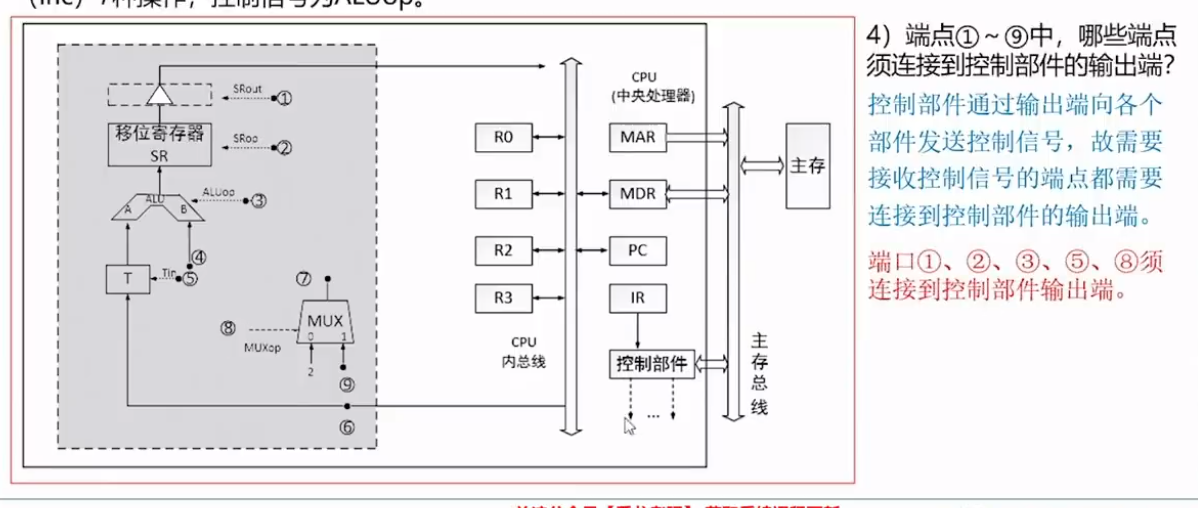 (Inc) 7种操作，控制信号为ALUop。
4）端点①～⑨中，哪些端点
须连接到控制部件的输出端？
控制部件通过输出端向各个
部件发送控制信号，故需要
接收控制信号的端点都需要
连接到控制部件的输出端。
端口①、②、③、⑤、⑧须
连接到控制部件输出端。
SRout
①
移位寄存器
SR
SRop
②
ALU
A
B
ALUop
③
④
T
Tin
⑤
⑦
MUX
0
1
⑧
MUXop
2
⑨
⑥
CPU
(中央处理器)
R0
R1
R2
R3
MAR
MDR
PC
IR
控制部件
...
CPU
内总线
主存
主
存
总
线